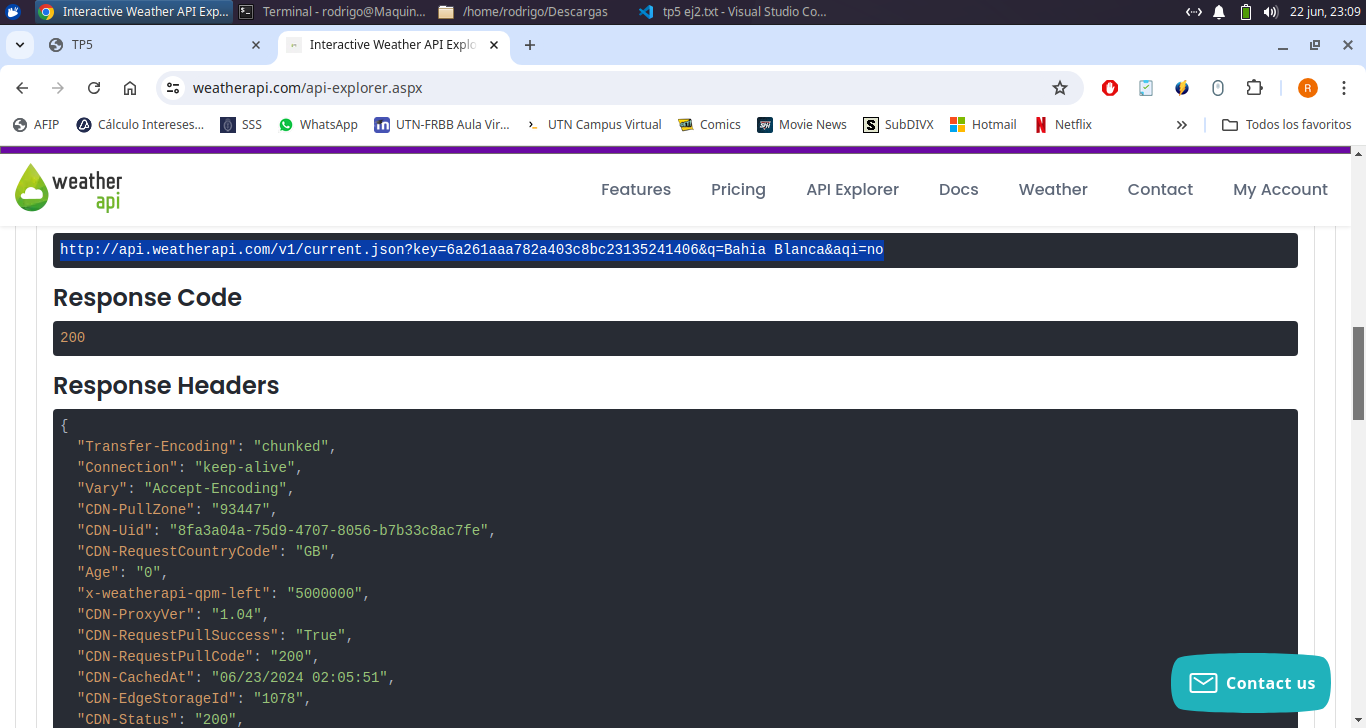 Interactive Weather API Exp...
Terminal - rodrigo@Maquin...
/home/rodrigo/Descargas
tp5 ej2.txt - Visual Studio Co...
22 jun, 23:09
TP5
Interactive Weather API Explo
weatherapi.com/api-explorer.aspx
R
AFIP
Cálculo Intereses...
SSS
WhatsApp
UTN-FRBB Aula Vir...
UTN Campus Virtual
Comics
Movie News
SubDIVX
Hotmail
Netflix
Todos los favoritos
weather
api
Features
Pricing
API Explorer
Docs
Weather
Contact
My Account
http://api.weatherapi.com/v1/current.json?key=6a261aaa782a403c8bc23135241406&q=Bahia Blanca&aqi=no
Response Code
200
Response Headers
{
"Transfer-Encoding": "chunked",
"Connection": "keep-alive",
"Vary": "Accept-Encoding",
"CDN-PullZone": "93447",
"CDN-Uid": "8fa3a04a-75d9-4707-8056-b7b33c8ac7fe",
"CDN-RequestCountryCode": "GB",
"Age": "0",
"x-weatherapi-qpm-left": "5000000",
"CDN-ProxyVer": "1.04",
"CDN-RequestPullSuccess": "True",
"CDN-RequestPullCode": "200",
"CDN-CachedAt": "06/23/2024 02:05:51",
"CDN-EdgeStorageId": "1078",
"CDN-Status": "200",
Contact us